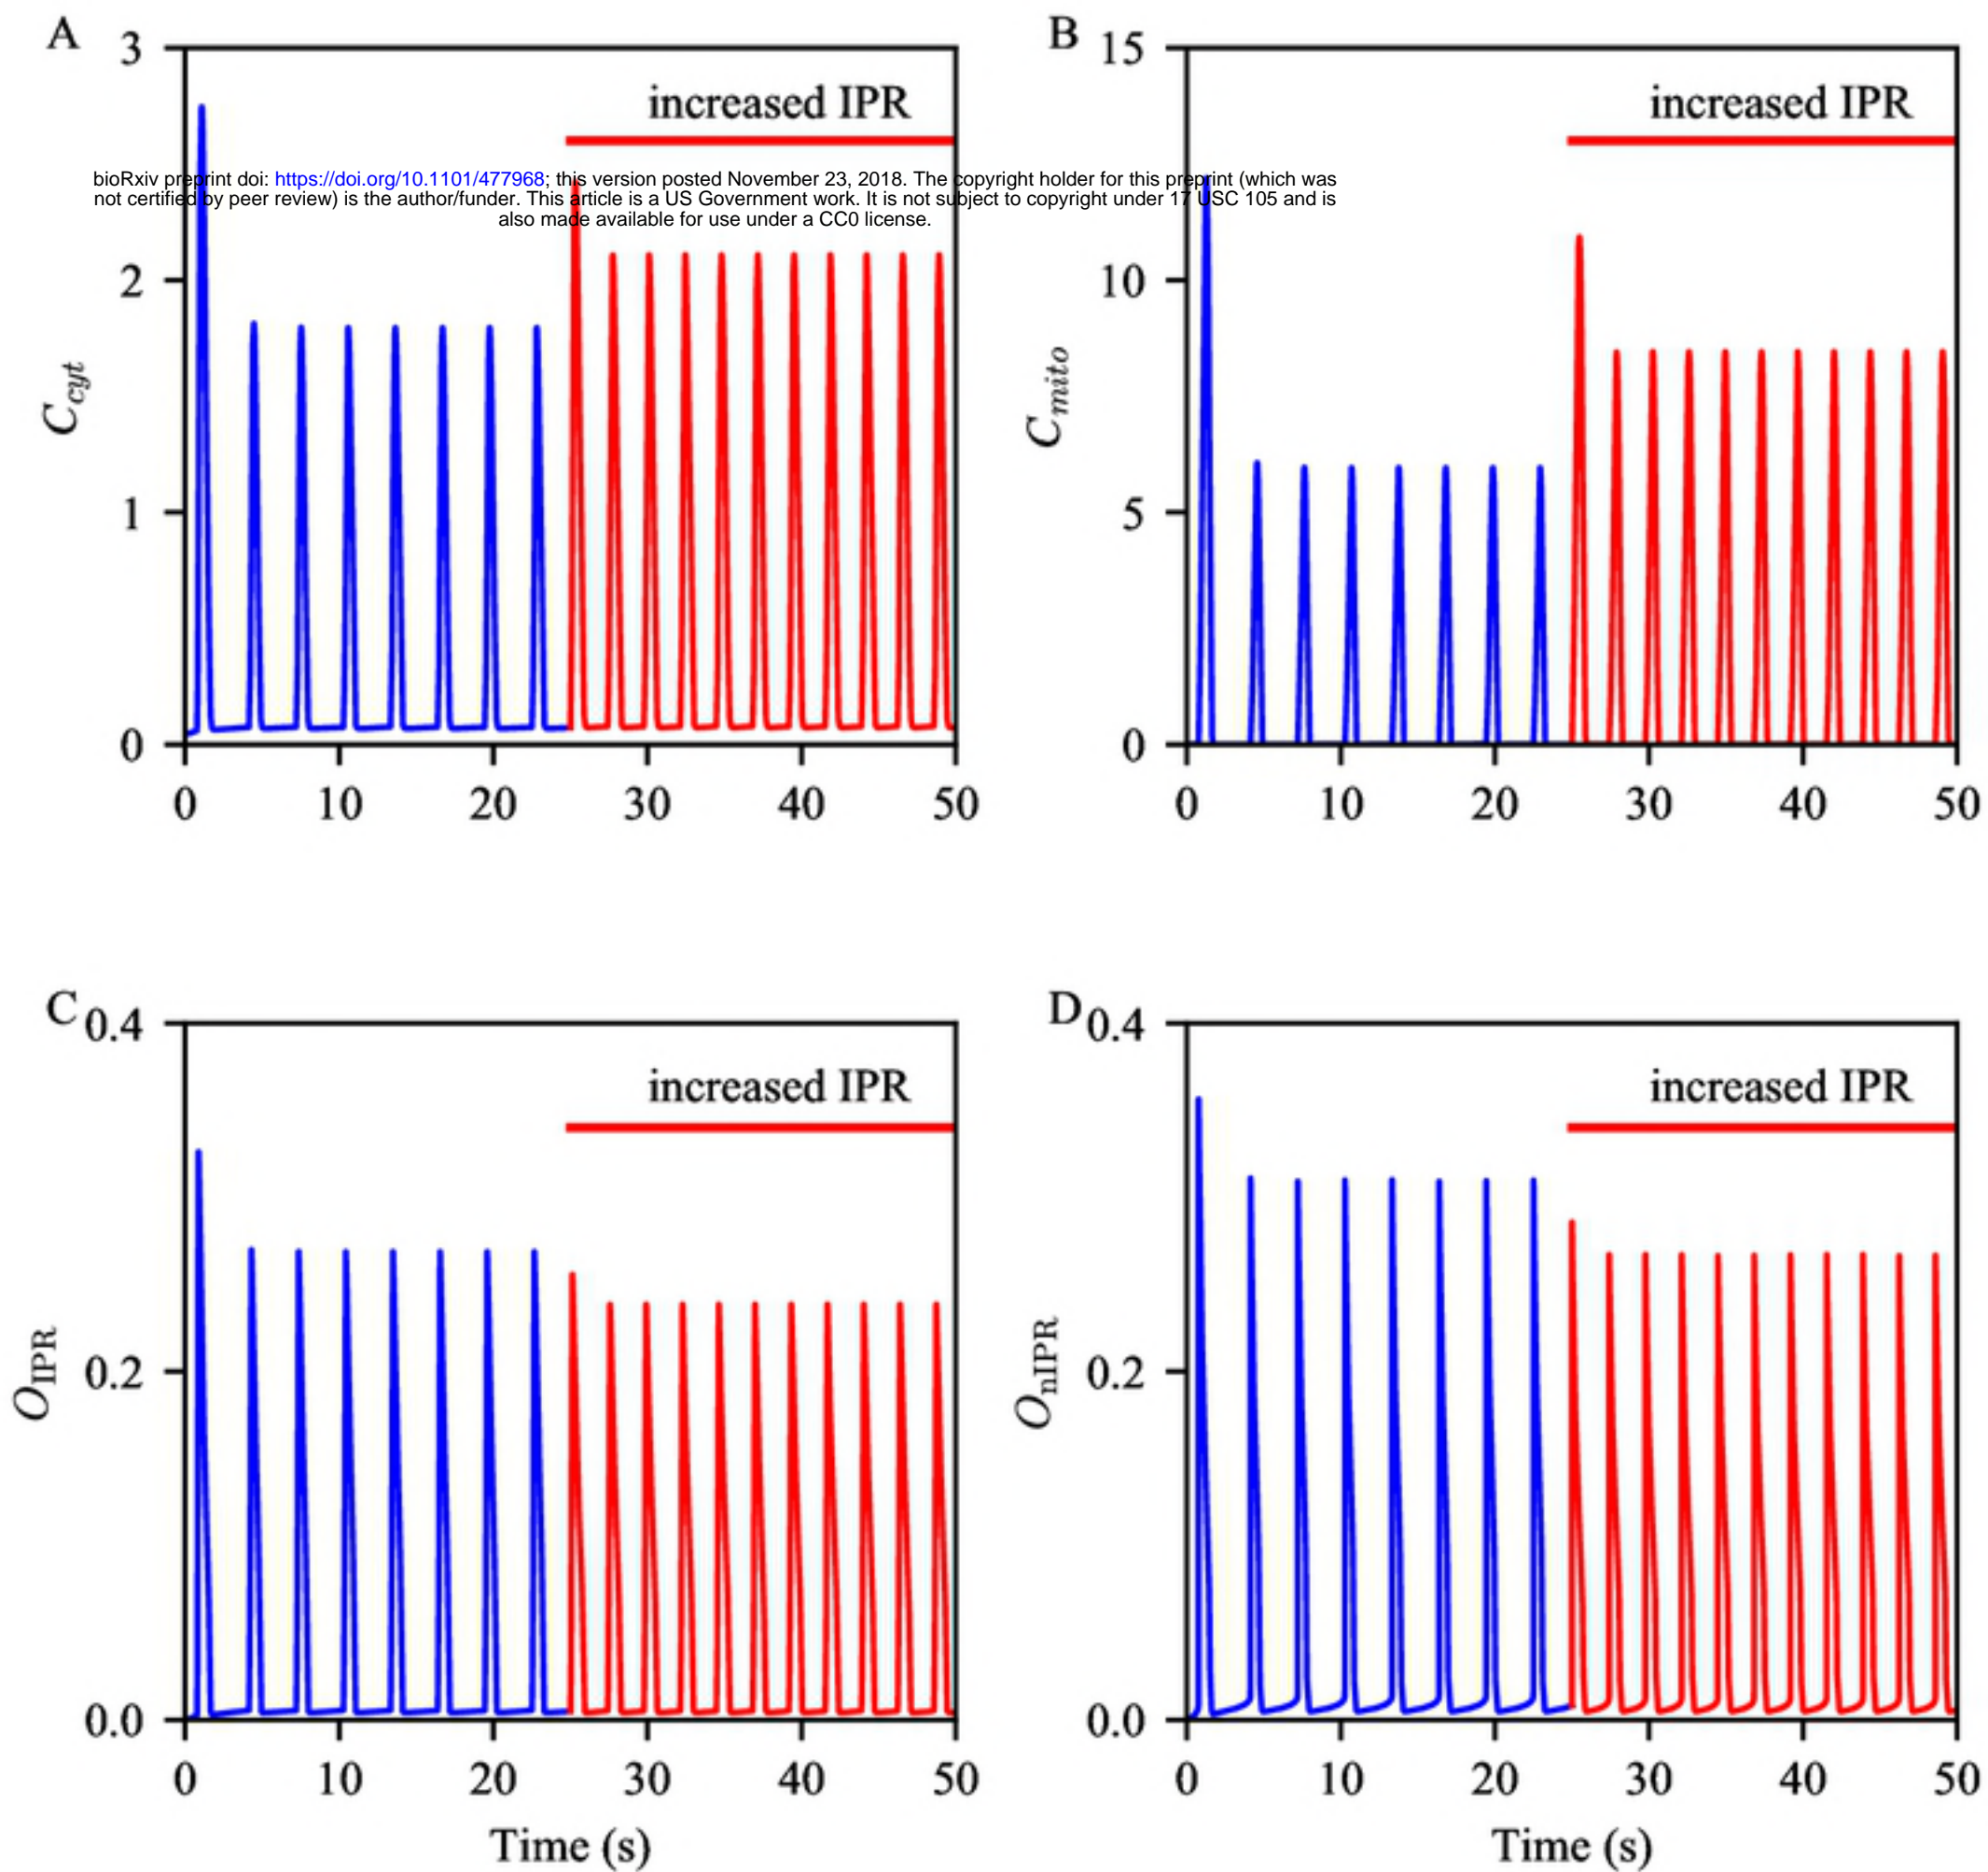 A
3
increased IPR
2
1
0
C_cyt
0 10 20 30 40 50
B
15
increased IPR
10
5
0
C_mito
0 10 20 30 40 50
bioRxiv preprint doi: https://doi.org/10.1101/477968; this version posted November 23, 2018. The copyright holder for this preprint (which was
not certified by peer review) is the author/funder. This article is a US Government work. It is not subject to copyright under 17 USC 105 and is
also made available for use under a CC0 license.
C
0.4
increased IPR
0.2
0.0
O_IPR
0 10 20 30 40 50
Time (s)
D
0.4
increased IPR
0.2
0.0
O_nIPR
0 10 20 30 40 50
Time (s)